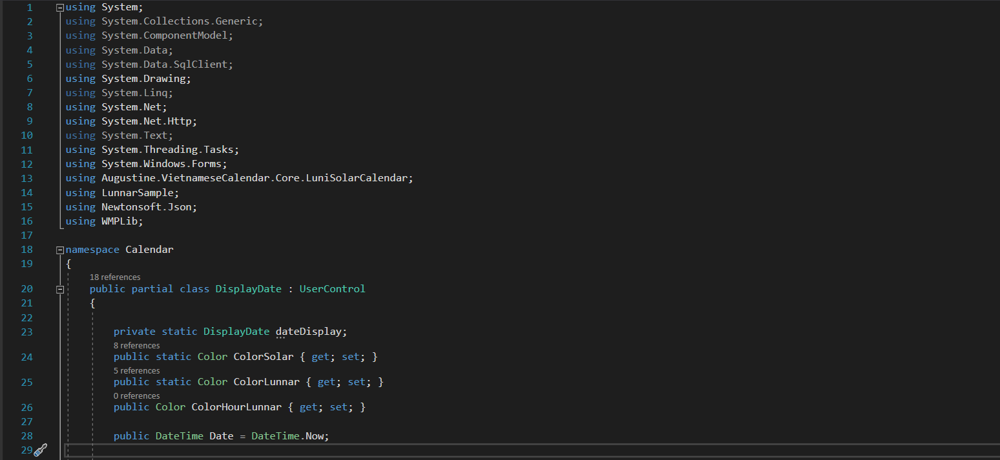 1 using System;
2 using System.Collections.Generic;
3 using System.ComponentModel;
4 using System.Data;
5 using System.Data.SqlClient;
6 using System.Drawing;
7 using System.Linq;
8 using System.Net;
9 using System.Net.Http;
10 using System.Text;
11 using System.Threading.Tasks;
12 using System.Windows.Forms;
13 using Augustine.VietnameseCalendar.Core.LuniSolarCalendar;
14 using LunnarSample;
15 using Newtonsoft.Json;
16 using WMPLib;
17
18 namespace Calendar
19 {
18 references
20 public partial class DisplayDate : UserControl
21 {
22
23 private static DisplayDate dateDisplay;
8 references
24 public static Color ColorSolar { get; set; }
5 references
25 public static Color ColorLunnar { get; set; }
0 references
26 public Color ColorHourLunnar { get; set; }
27
28 public DateTime Date = DateTime.Now;
29